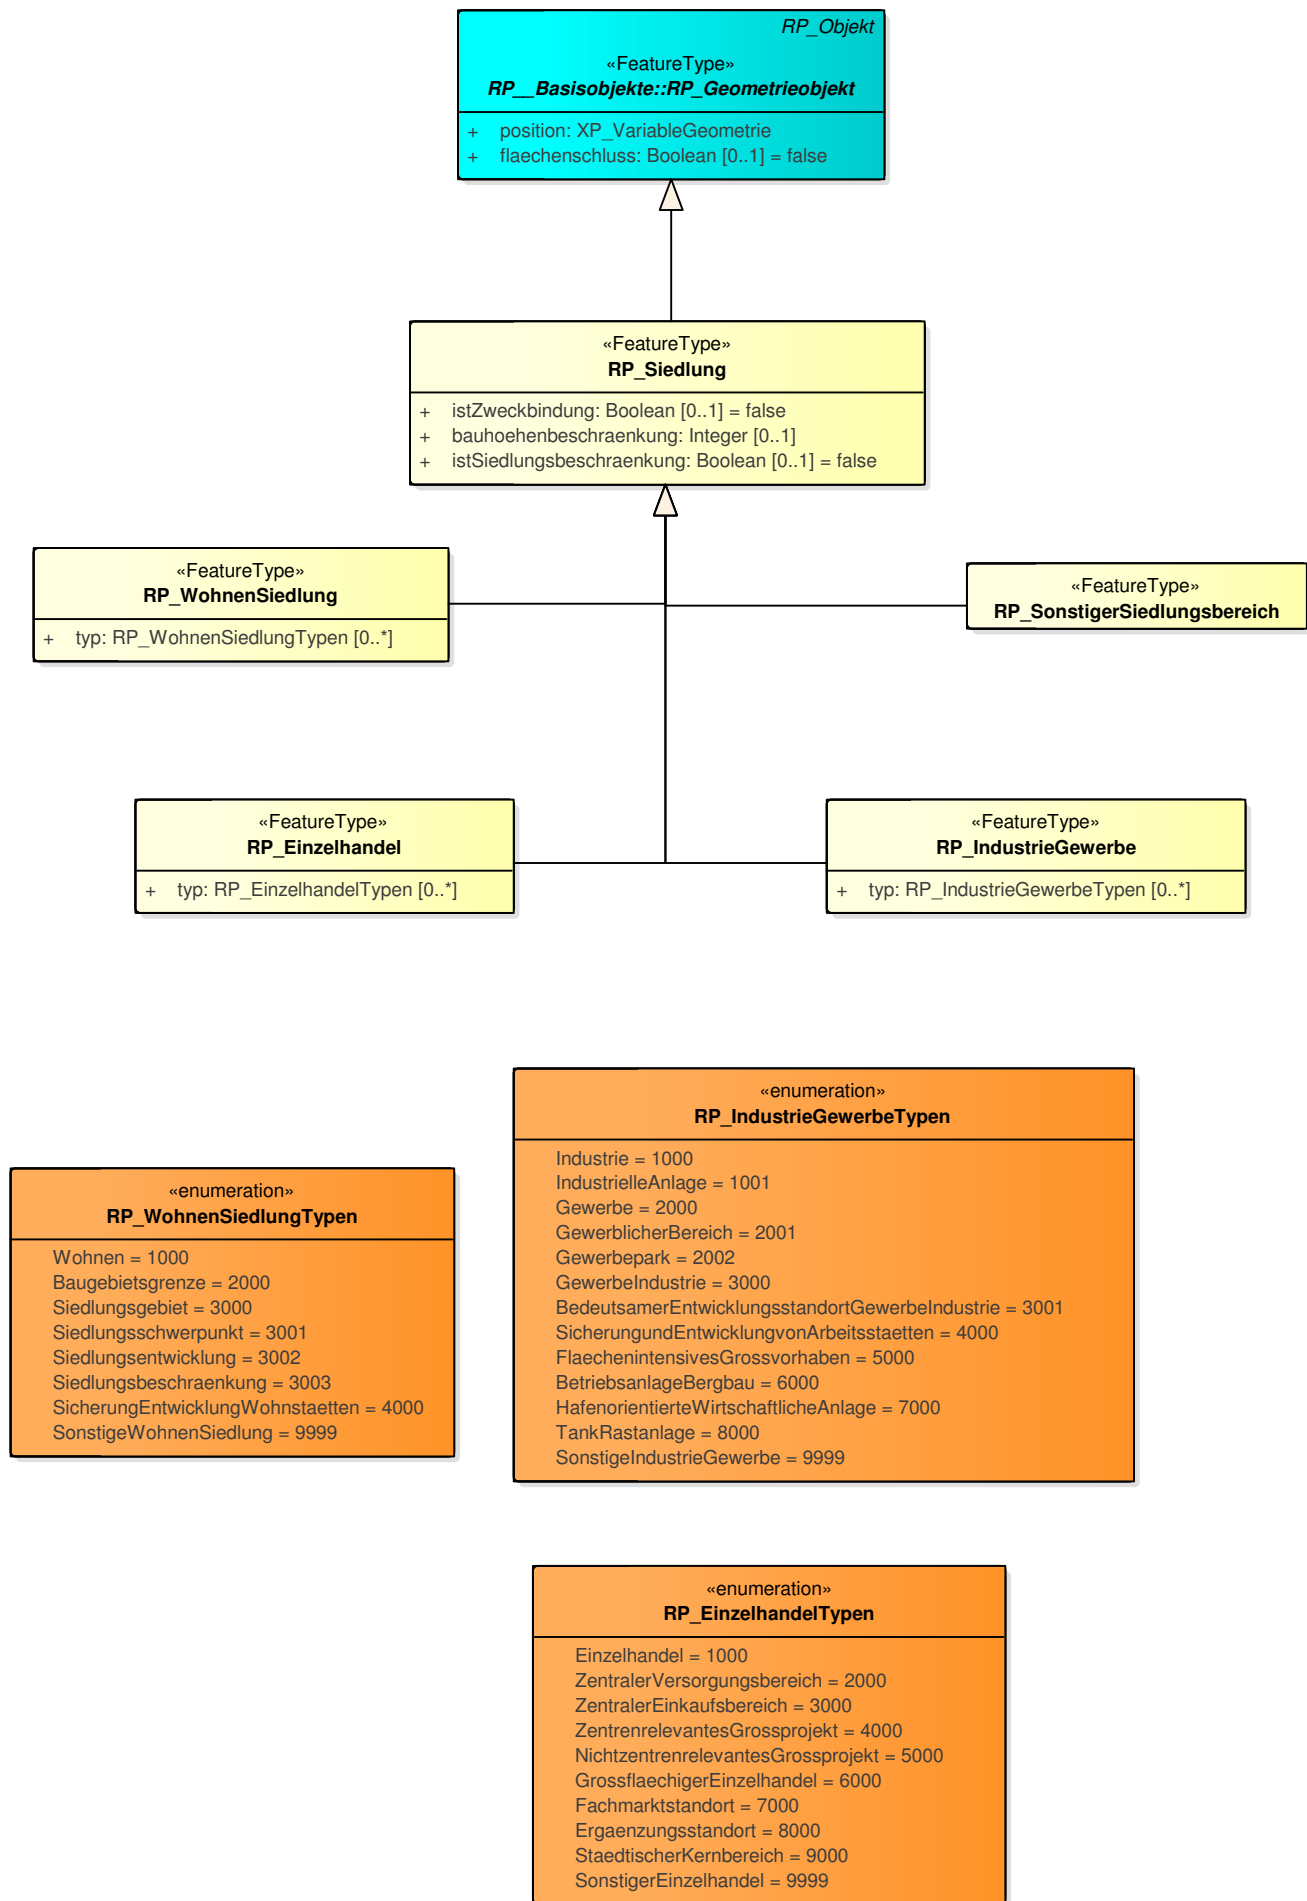 RP_Objekt
«FeatureType»
RP__Basisobjekte::RP_Geometrieobjekt
+ position: XP_VariableGeometrie
+ flaechenschluss: Boolean [0..1] = false
«FeatureType»
RP_Siedlung
+ istZweckbindung: Boolean [0..1] = false
+ bauhoehenbeschraenkung: Integer [0..1]
+ istSiedlungsbeschraenkung: Boolean [0..1] = false
«FeatureType»
RP_WohnenSiedlung
+ typ: RP_WohnenSiedlungTypen [0..*]
«FeatureType»
RP_SonstigerSiedlungsbereich
«FeatureType»
RP_Einzelhandel
+ typ: RP_EinzelhandelTypen [0..*]
«FeatureType»
RP_IndustrieGewerbe
+ typ: RP_IndustrieGewerbeTypen [0..*]
«enumeration»
RP_IndustrieGewerbeTypen
Industrie = 1000
IndustrielleAnlage = 1001
Gewerbe = 2000
GewerblicherBereich = 2001
Gewerbepark = 2002
GewerbeIndustrie = 3000
BedeutsamerEntwicklungsstandortGewerbeIndustrie = 3001
SicherungundEntwicklungvonArbeitsstaetten = 4000
FlaechenintensivesGrossvorhaben = 5000
BetriebsanlageBergbau = 6000
HafenorientierteWirtschaftlicheAnlage = 7000
TankRastanlage = 8000
SonstigeIndustrieGewerbe = 9999
«enumeration»
RP_WohnenSiedlungTypen
Wohnen = 1000
Baugebietsgrenze = 2000
Siedlungsgebiet = 3000
Siedlungsschwerpunkt = 3001
Siedlungsentwicklung = 3002
Siedlungsbeschraenkung = 3003
SicherungEntwicklungWohnstaetten = 4000
SonstigeWohnenSiedlung = 9999
«enumeration»
RP_EinzelhandelTypen
Einzelhandel = 1000
ZentralerVersorgungsbereich = 2000
ZentralerEinkaufsbereich = 3000
ZentrenrelevantesGrossprojekt = 4000
NichtzentrenrelevantesGrossprojekt = 5000
GrossflaechigerEinzelhandel = 6000
Fachmarktstandort = 7000
Ergaenzungsstandort = 8000
StaedtischerKernbereich = 9000
SonstigerEinzelhandel = 9999